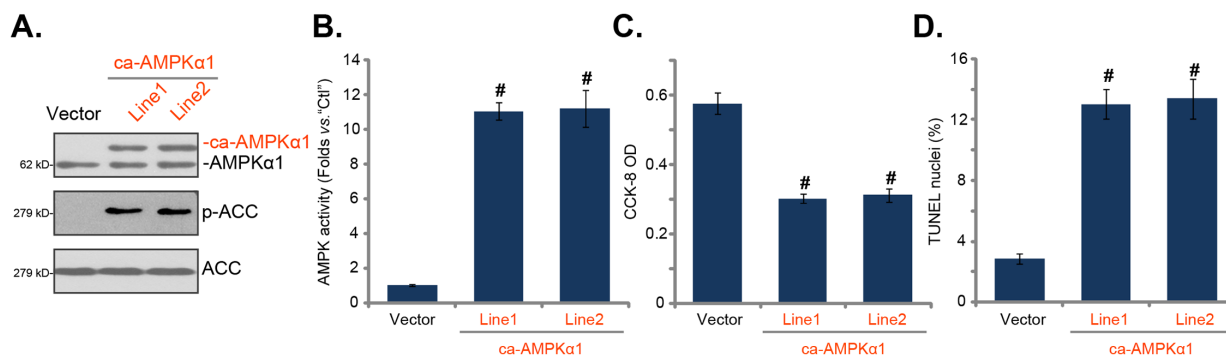 A.
ca-AMPKα1
Vector Line1 Line2
-ca-AMPKα1
62 kD- -AMPKα1
279 kD- p-ACC
279 kD- ACC
B.
AMPK activity (Folds vs."Ctl")
14
12
10
8
6
4
2
0
# #
Vector Line1 Line2
ca-AMPKα1
C.
CCK-8 OD
0.6
0.4
0.2
0
# #
Vector Line1 Line2
ca-AMPKα1
D.
TUNEL nuclei (%)
16
12
8
4
0
# #
Vector Line1 Line2
ca-AMPKα1